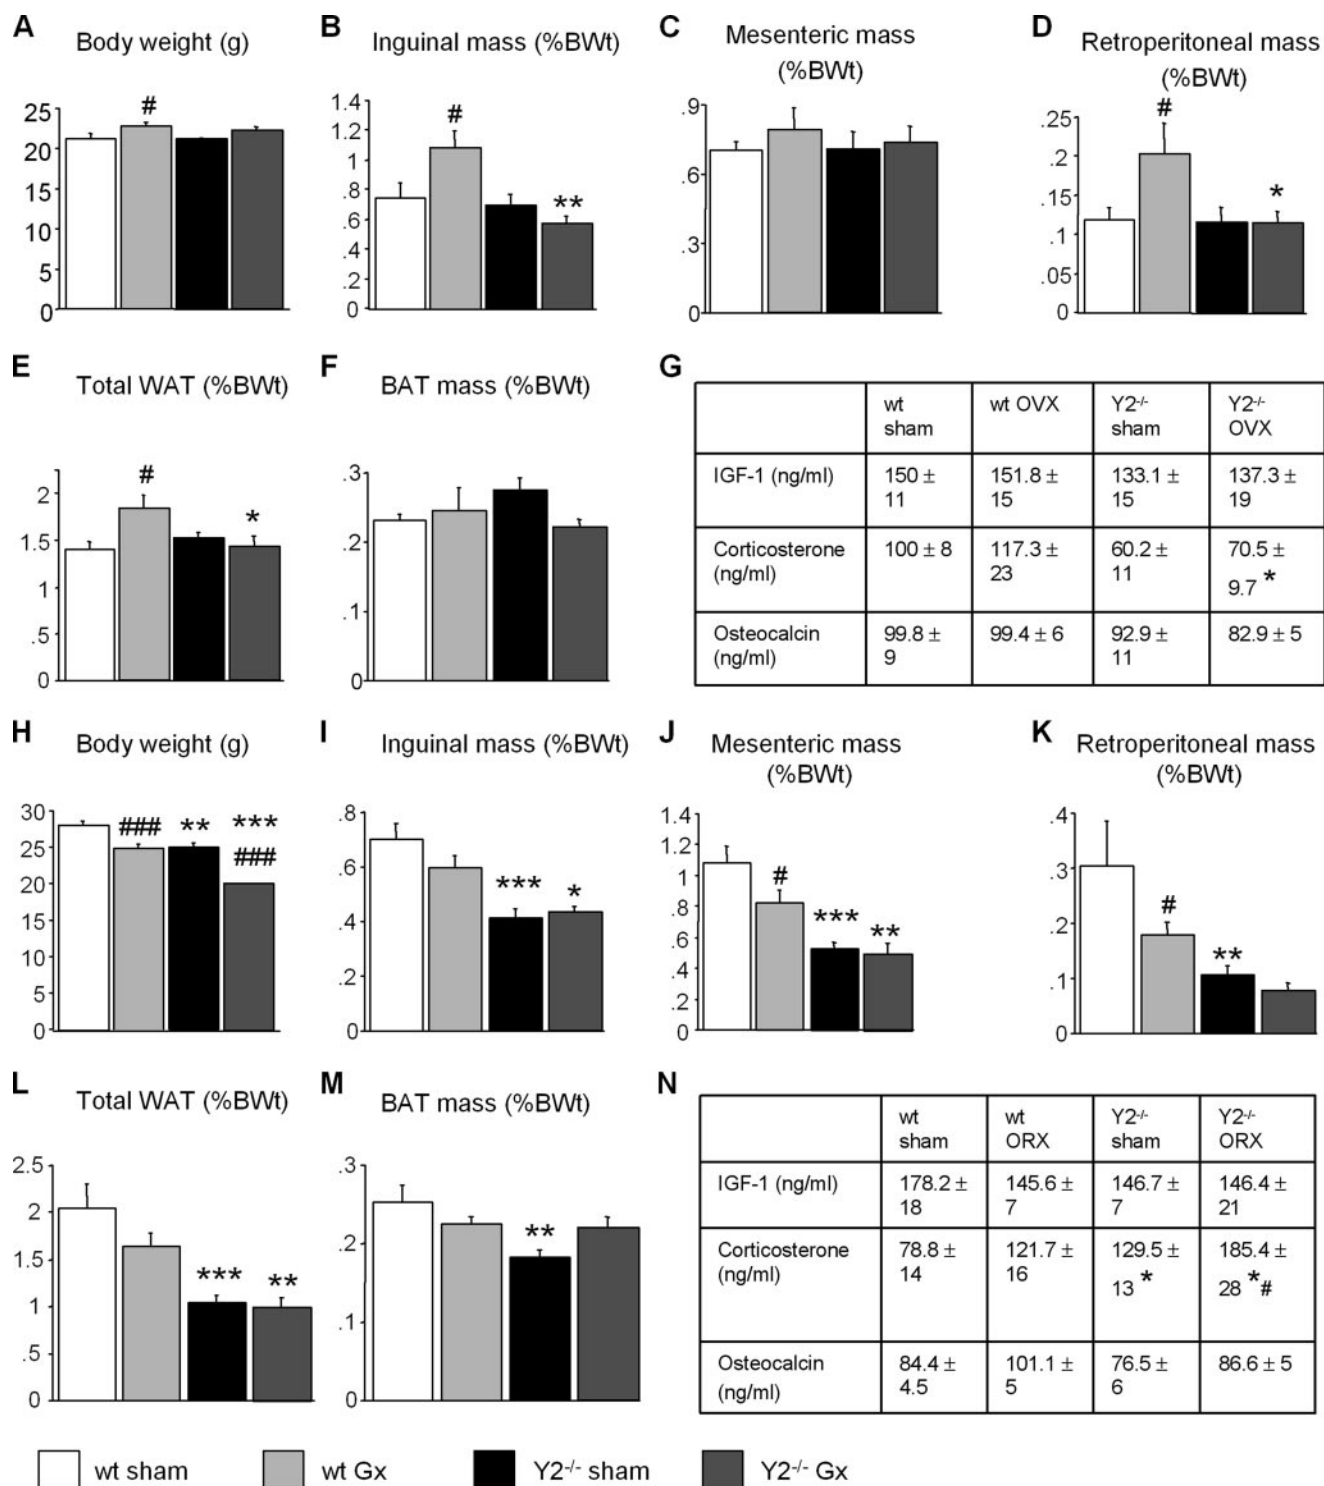 A Body weight (g)
25
20
15
10
5
0
#
B Inguinal mass (%BWt)
1.4
1.2
1
.8
.6
.4
.2
0
#
**
C Mesenteric mass
(%BWt)
.9
.6
.3
0
D Retroperitoneal mass
(%BWt)
.25
.2
.15
.1
.05
0
#
*
E Total WAT (%BWt)
2
1.5
1
.5
0
#
*
F BAT mass (%BWt)
.3
.2
.1
0
G
wt sham
wt OVX
Y2-/- sham
Y2-/- OVX
IGF-1 (ng/ml)
150 ± 11
151.8 ± 15
133.1 ± 15
137.3 ± 19
Corticosterone (ng/ml)
100 ± 8
117.3 ± 23
60.2 ± 11
70.5 ± 9.7 *
Osteocalcin (ng/ml)
99.8 ± 9
99.4 ± 6
92.9 ± 11
82.9 ± 5
H Body weight (g)
30
25
20
15
10
5
0
###
**
***
###
I Inguinal mass (%BWt)
.8
.6
.4
.2
0
***
*
J Mesenteric mass
(%BWt)
1.4
1.2
1
.8
.6
.4
.2
0
#
***
**
K Retroperitoneal mass
(%BWt)
.4
.3
.2
.1
0
#
**
L Total WAT (%BWt)
2.5
2
1.5
1
.5
0
***
**
M BAT mass (%BWt)
.3
.2
.1
0
**
N
wt sham
wt ORX
Y2-/- sham
Y2-/- ORX
IGF-1 (ng/ml)
178.2 ± 18
145.6 ± 7
146.7 ± 7
146.4 ± 21
Corticosterone (ng/ml)
78.8 ± 14
121.7 ± 16
129.5 ± 13 *
185.4 ± 28 *#
Osteocalcin (ng/ml)
84.4 ± 4.5
101.1 ± 5
76.5 ± 6
86.6 ± 5
wt sham
wt Gx
Y2-/- sham
Y2-/- Gx